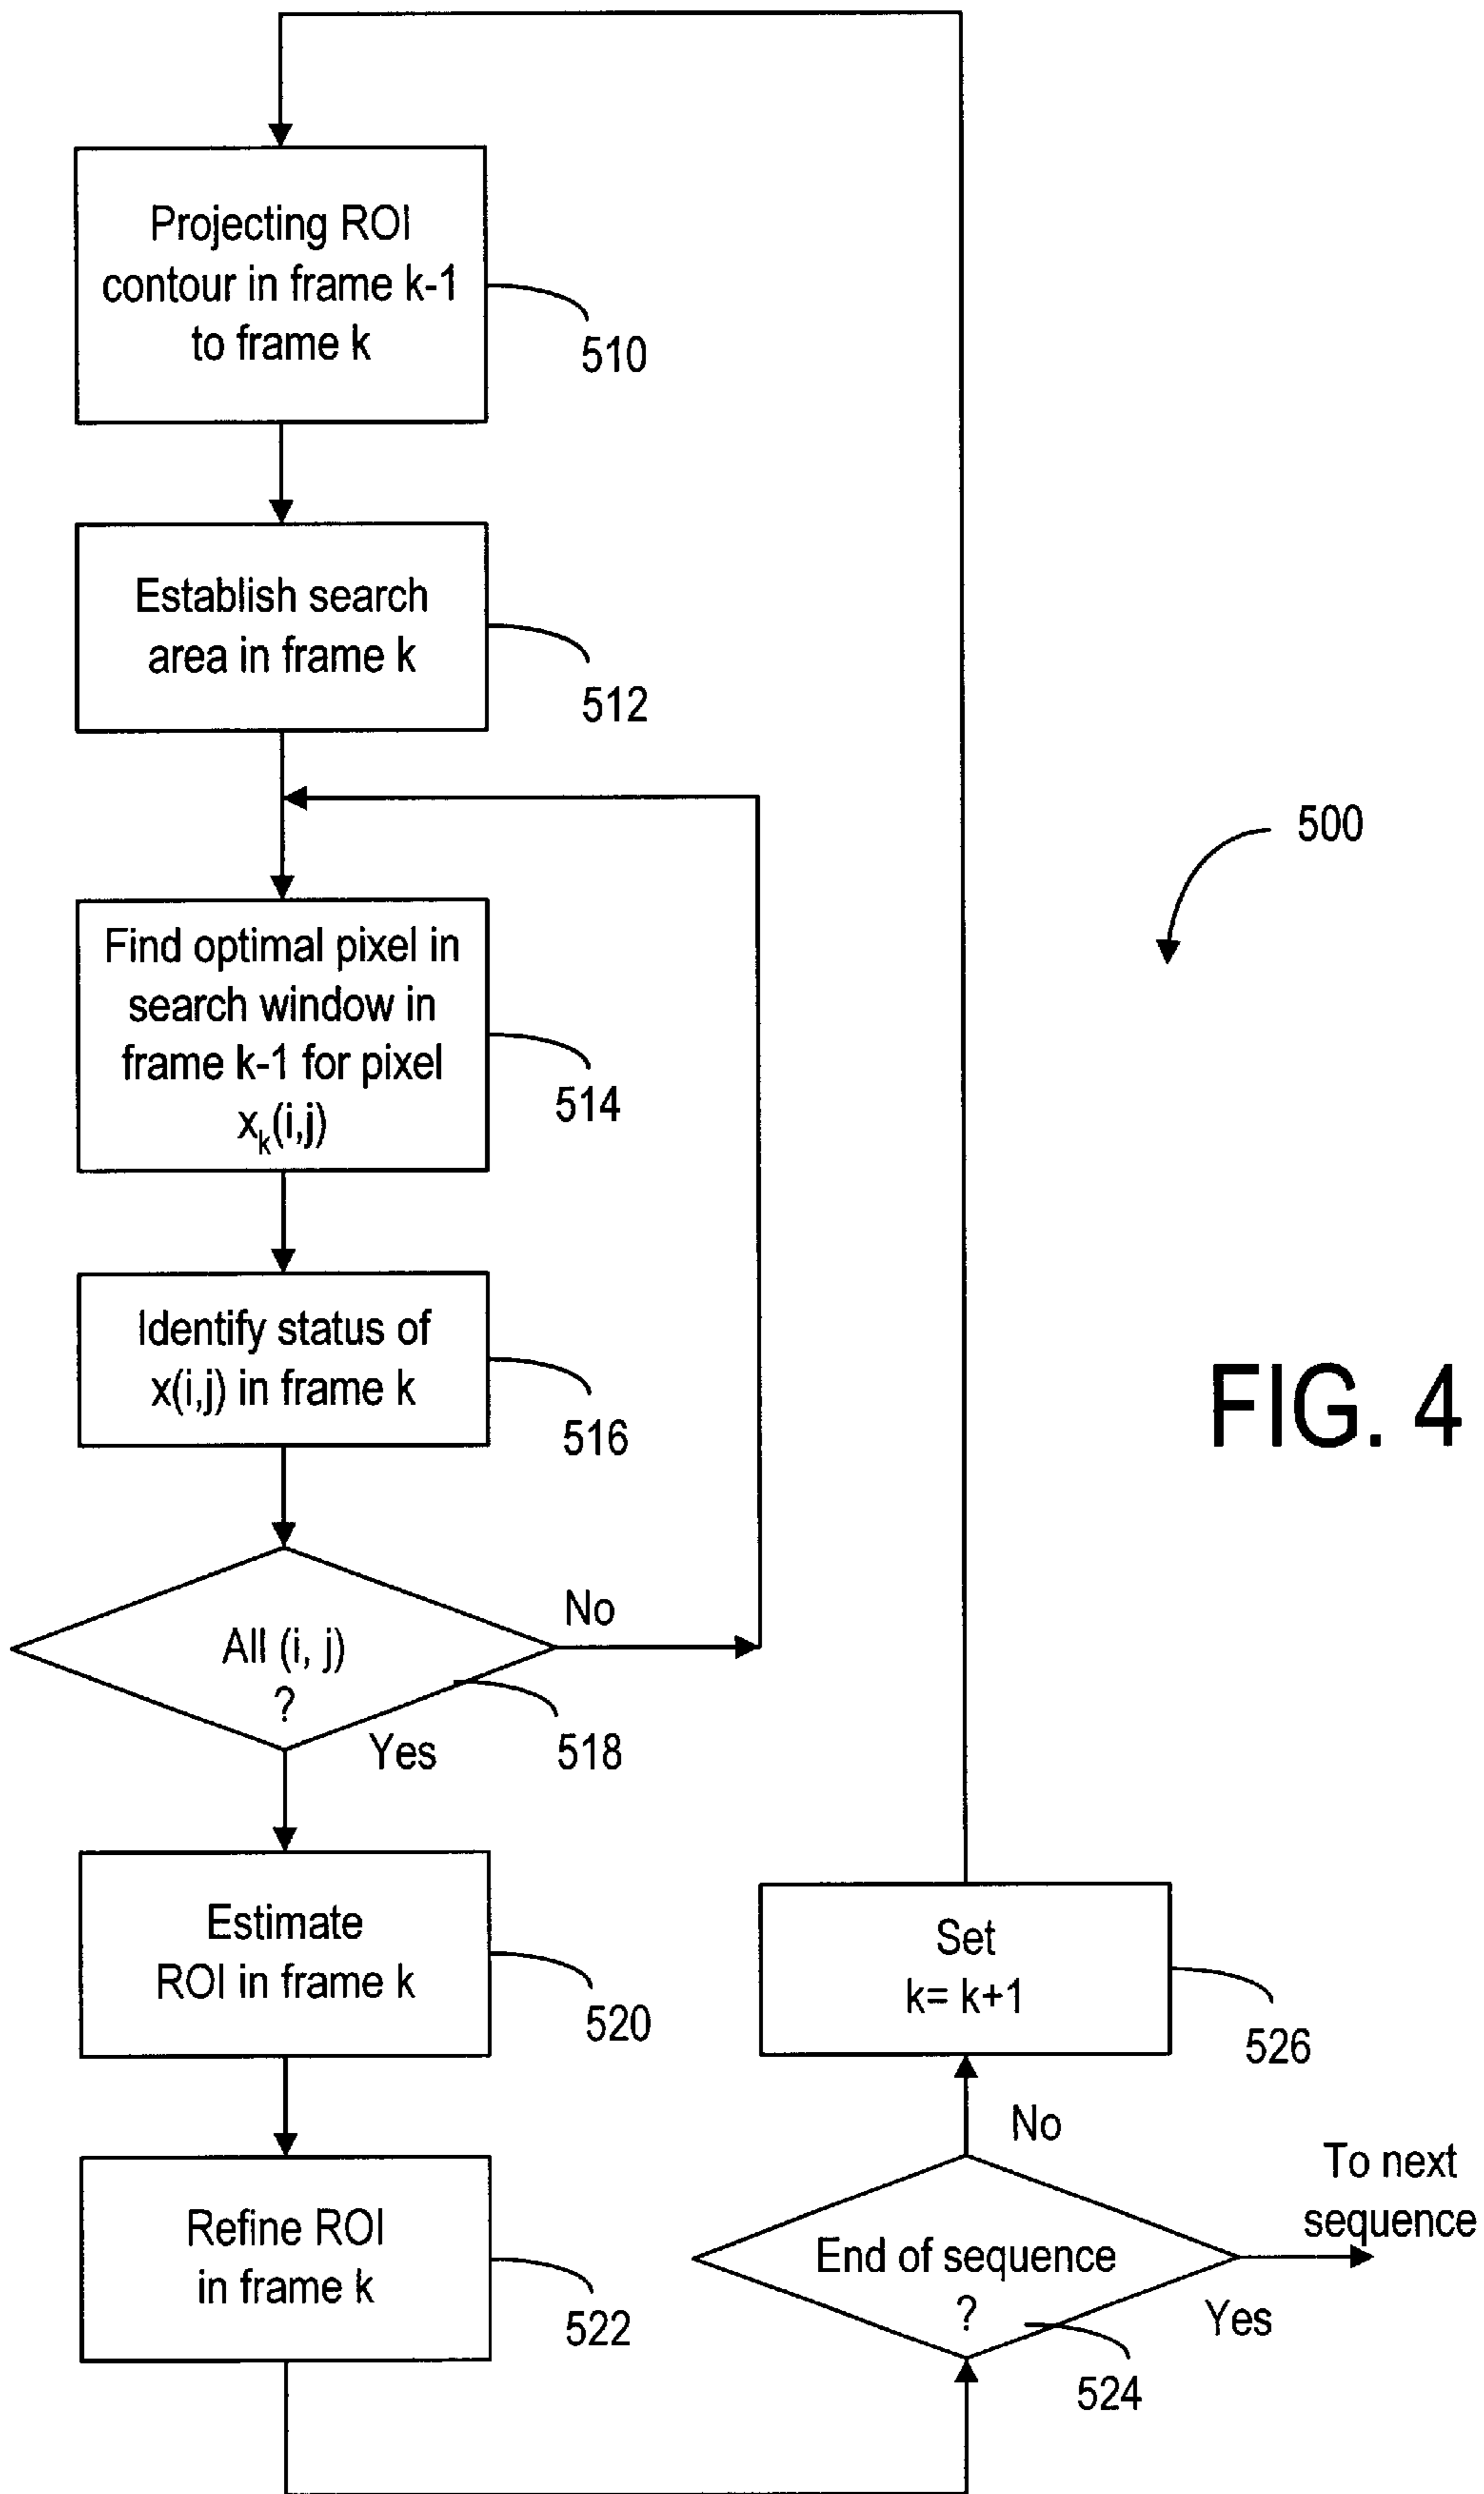 Projecting ROI
contour in frame k-1
to frame k
510
Establish search
area in frame k
512
500
Find optimal pixel in
search window in
frame k-1 for pixel
xk(i,j)
514
Identify status of
x(i,j) in frame k
516
FIG. 4
All (i, j)
?
No
Yes
518
Estimate
ROI in frame k
520
Refine ROI
in frame k
522
Set
k= k+1
526
No
End of sequence
?
To next
sequence
Yes
524